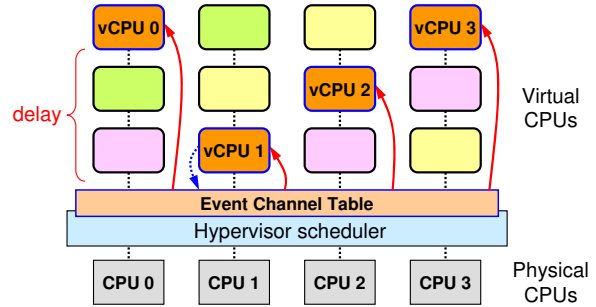 vCPU 0
vCPU 3
delay
vCPU 2
Virtual
CPUs
vCPU 1
Event Channel Table
Hypervisor scheduler
CPU 0
CPU 1
CPU 2
CPU 3
Physical
CPUs